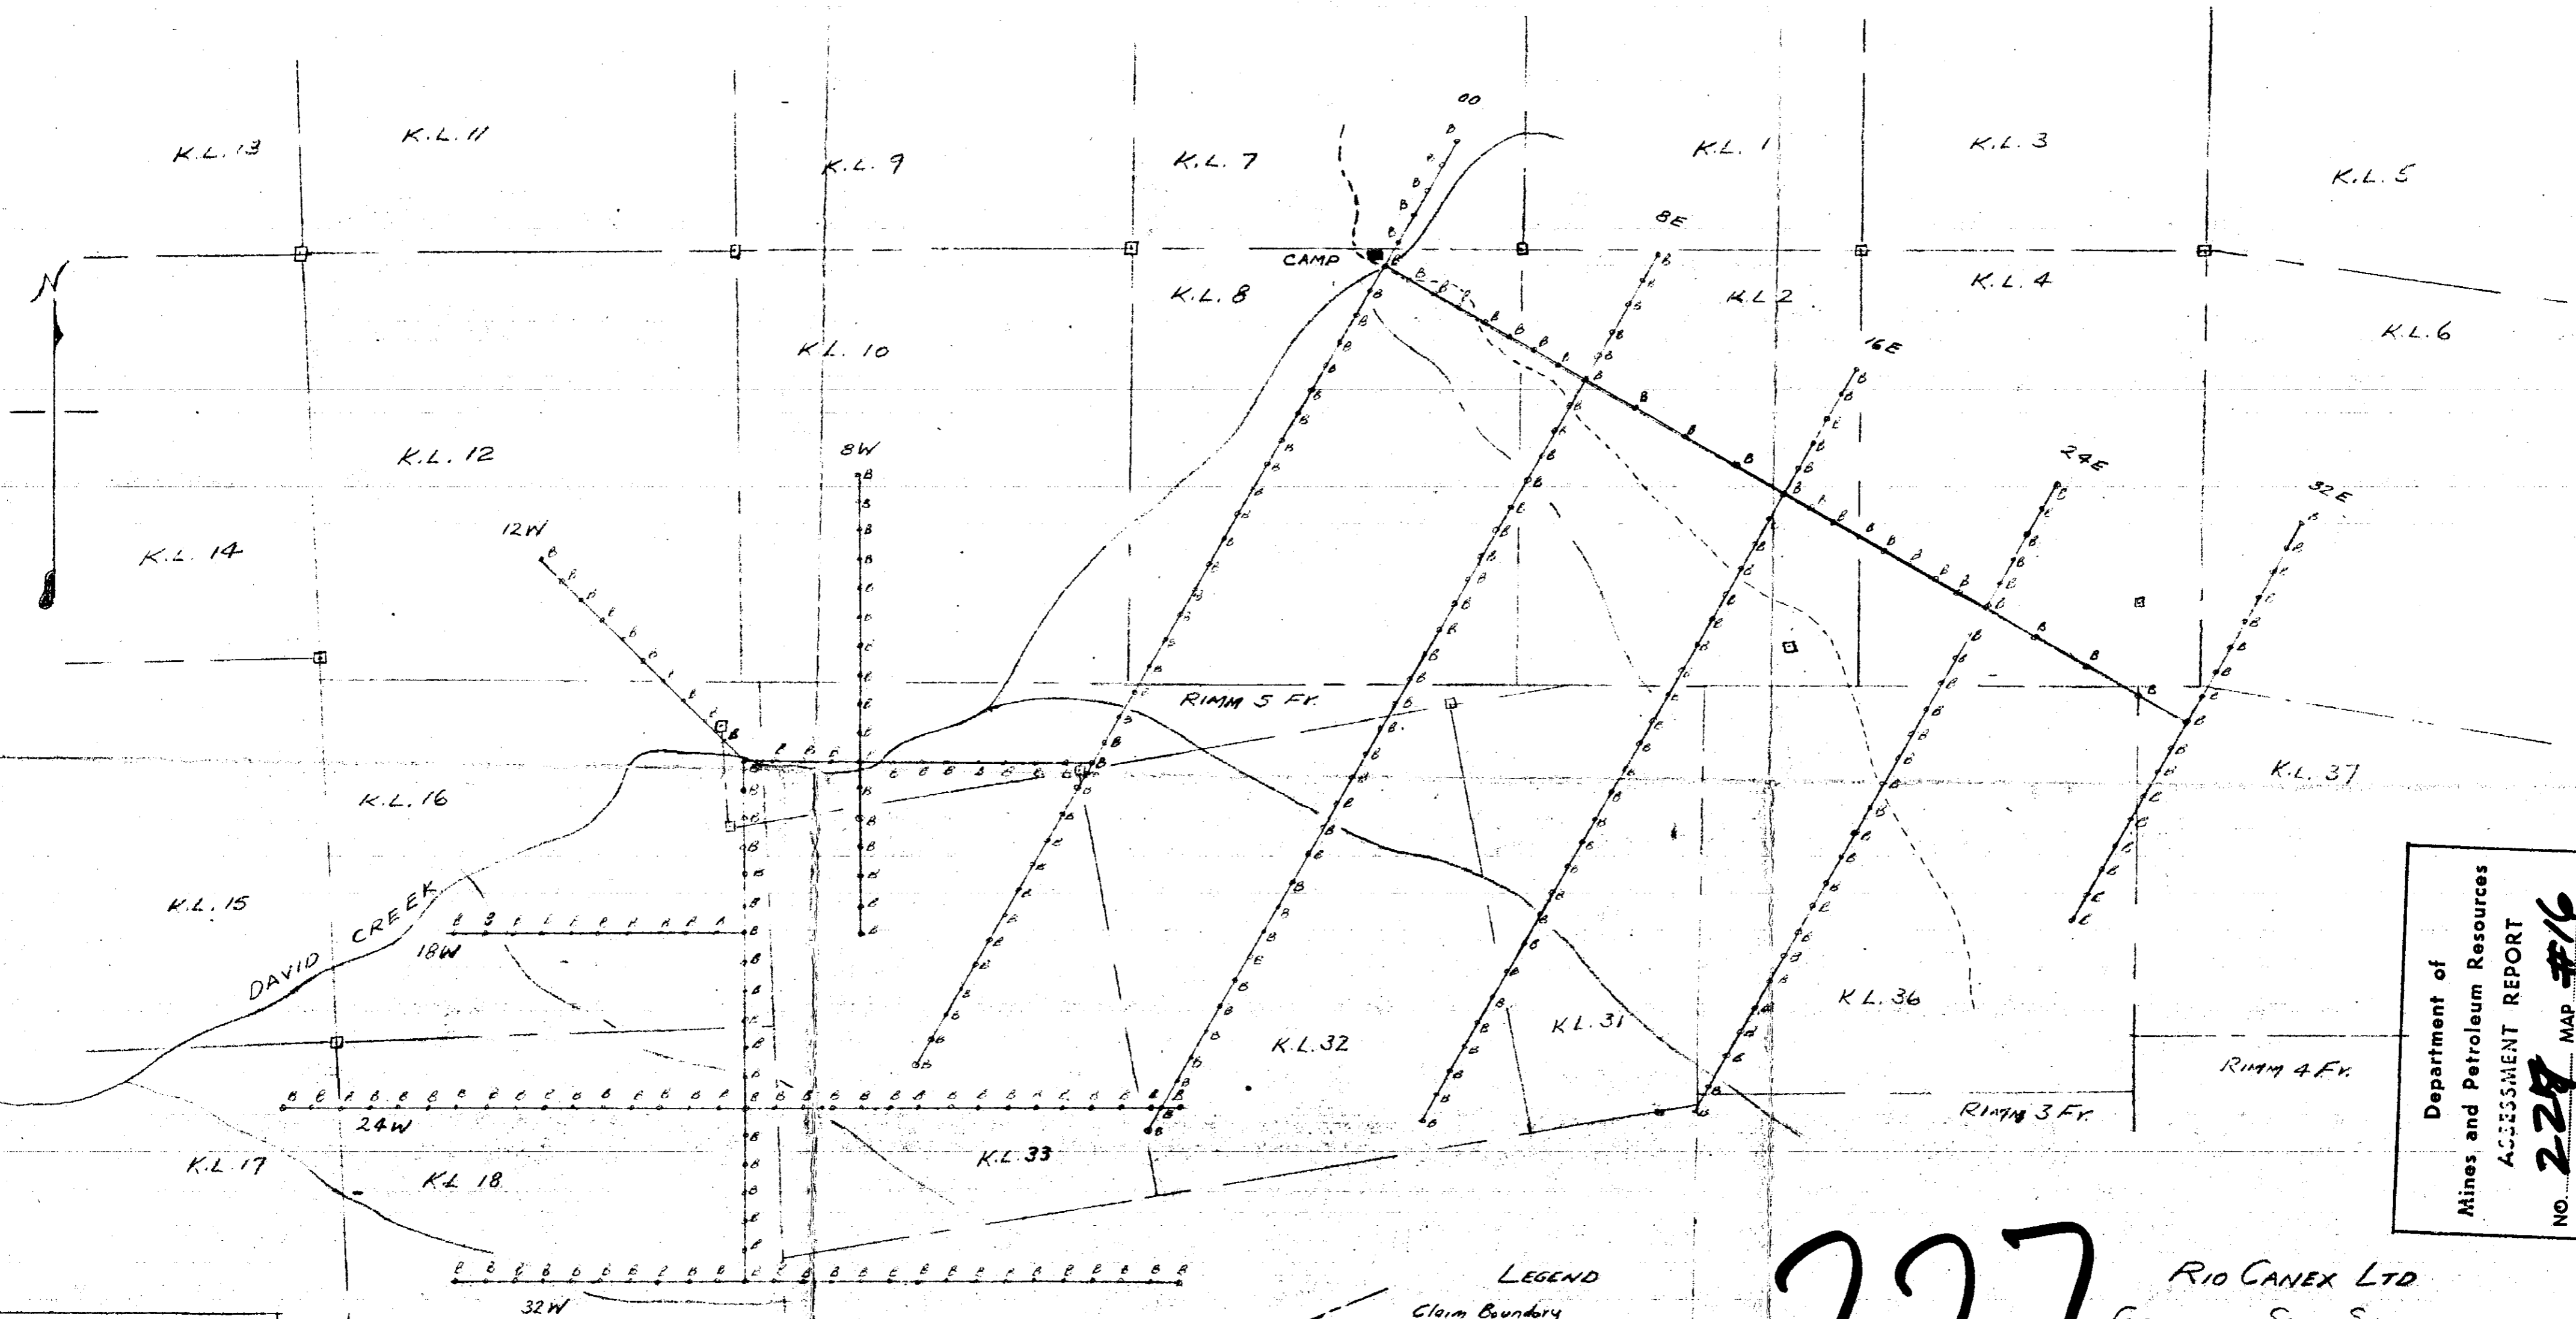 00
K.L. 13
K.L. 11
K.L. 9
K.L. 7
K.L. 1
K.L. 3
K.L. 5
8E
N
CAMP
K.L. 8
K.L 2
K.L. 4
K.L. 6
K.L. 10
16E
K.L. 12
8W
24E
32E
12W
K.L. 14
RIMM 5 Fr.
K.L. 16
K.L. 37
K.L. 15
DAVID CREEK
18W
K.L. 36
K.L. 32
K.L. 31
RIMM 4 Fr.
RIMM 3 Fr.
24W
K.L. 17
K.L 18
K.L. 33
32W
LEGEND
Claim Boundary
Department of
Mines and Petroleum Resources
ASSESSMENT REPORT
NO. MAP #16
227
RIO CANEX LTD